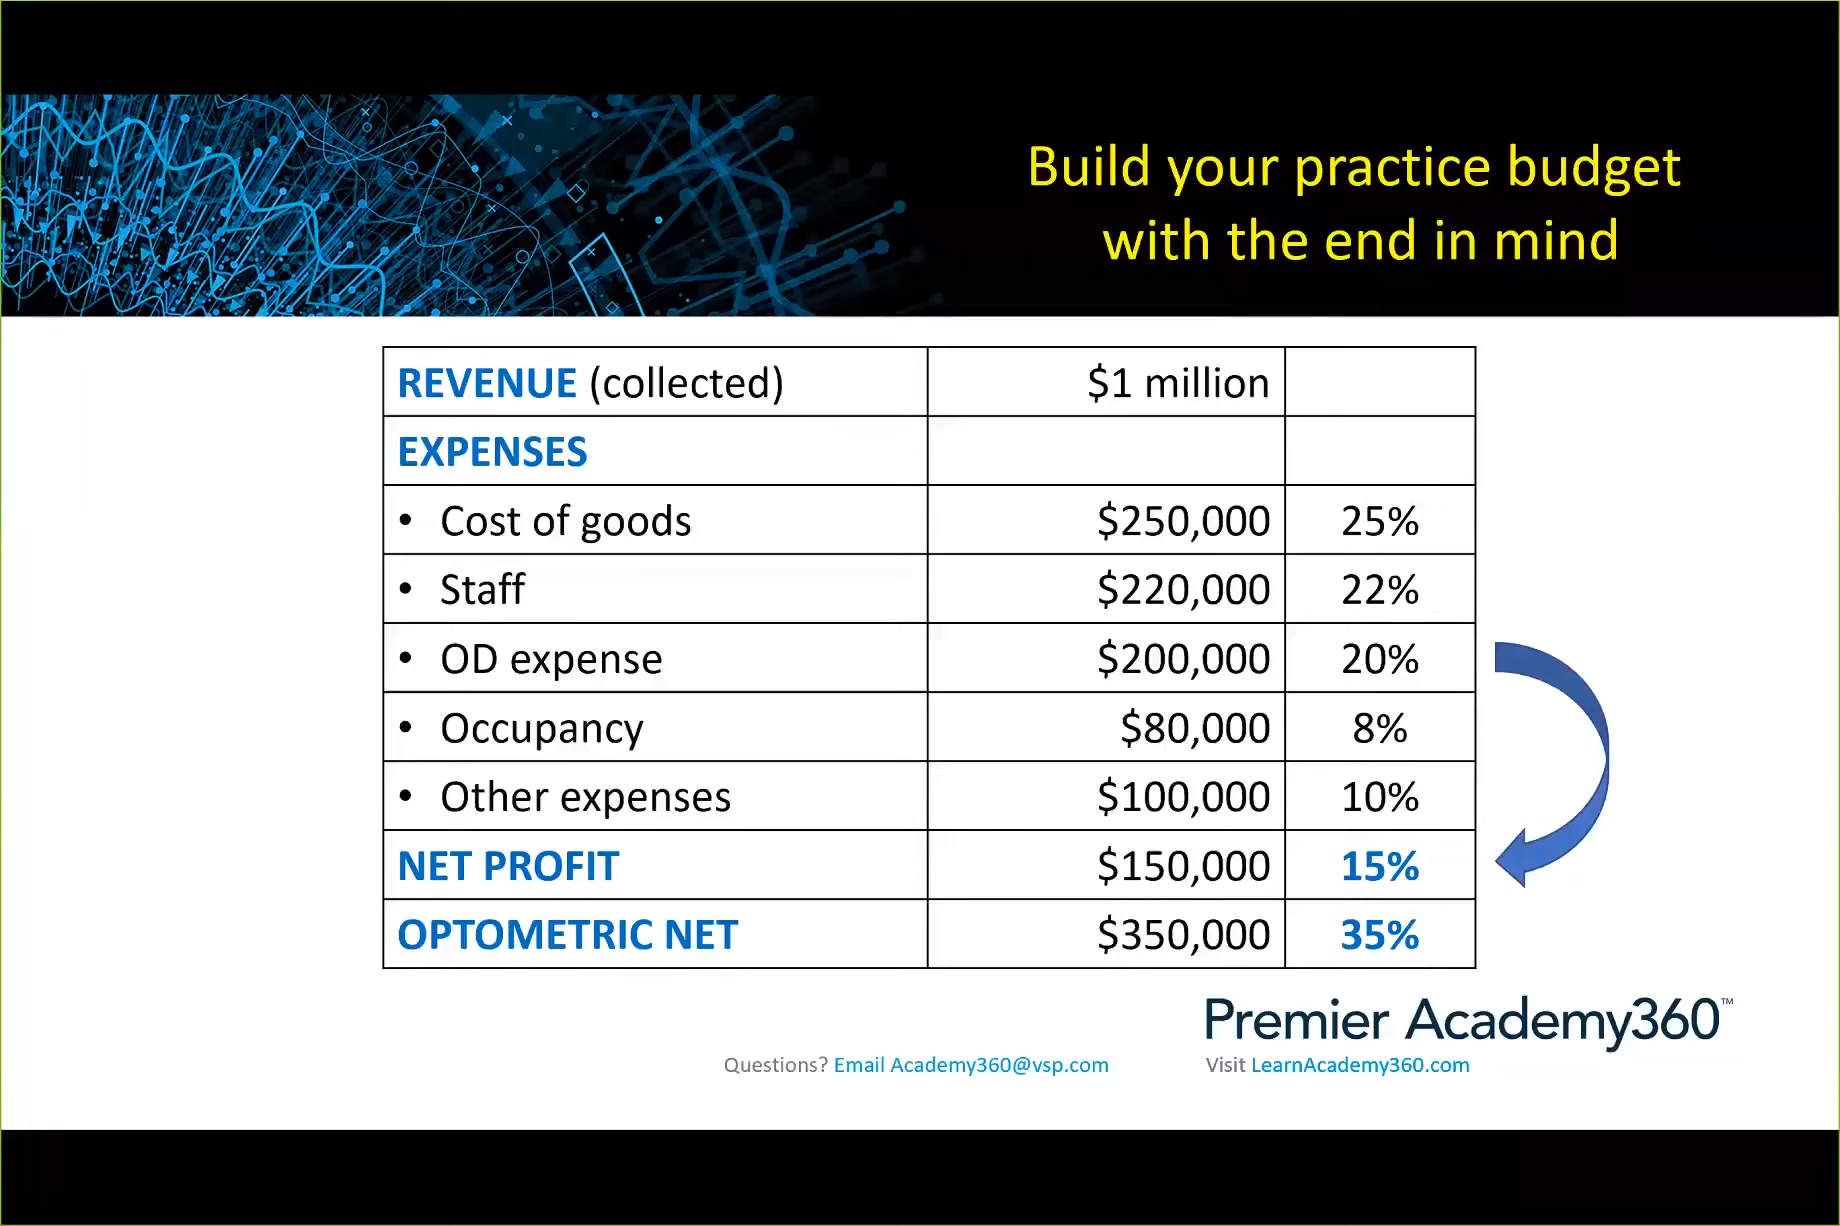 Build your practice budget
with the end in mind
REVENUE (collected) $1 million
EXPENSES
• Cost of goods $250,000 25%
• Staff $220,000 22%
• OD expense $200,000 20%
• Occupancy $80,000 8%
• Other expenses $100,000 10%
NET PROFIT $150,000 15%
OPTOMETRIC NET $350,000 35%
Premier Academy360™
Questions? Email Academy360@vsp.com Visit LearnAcademy360.com